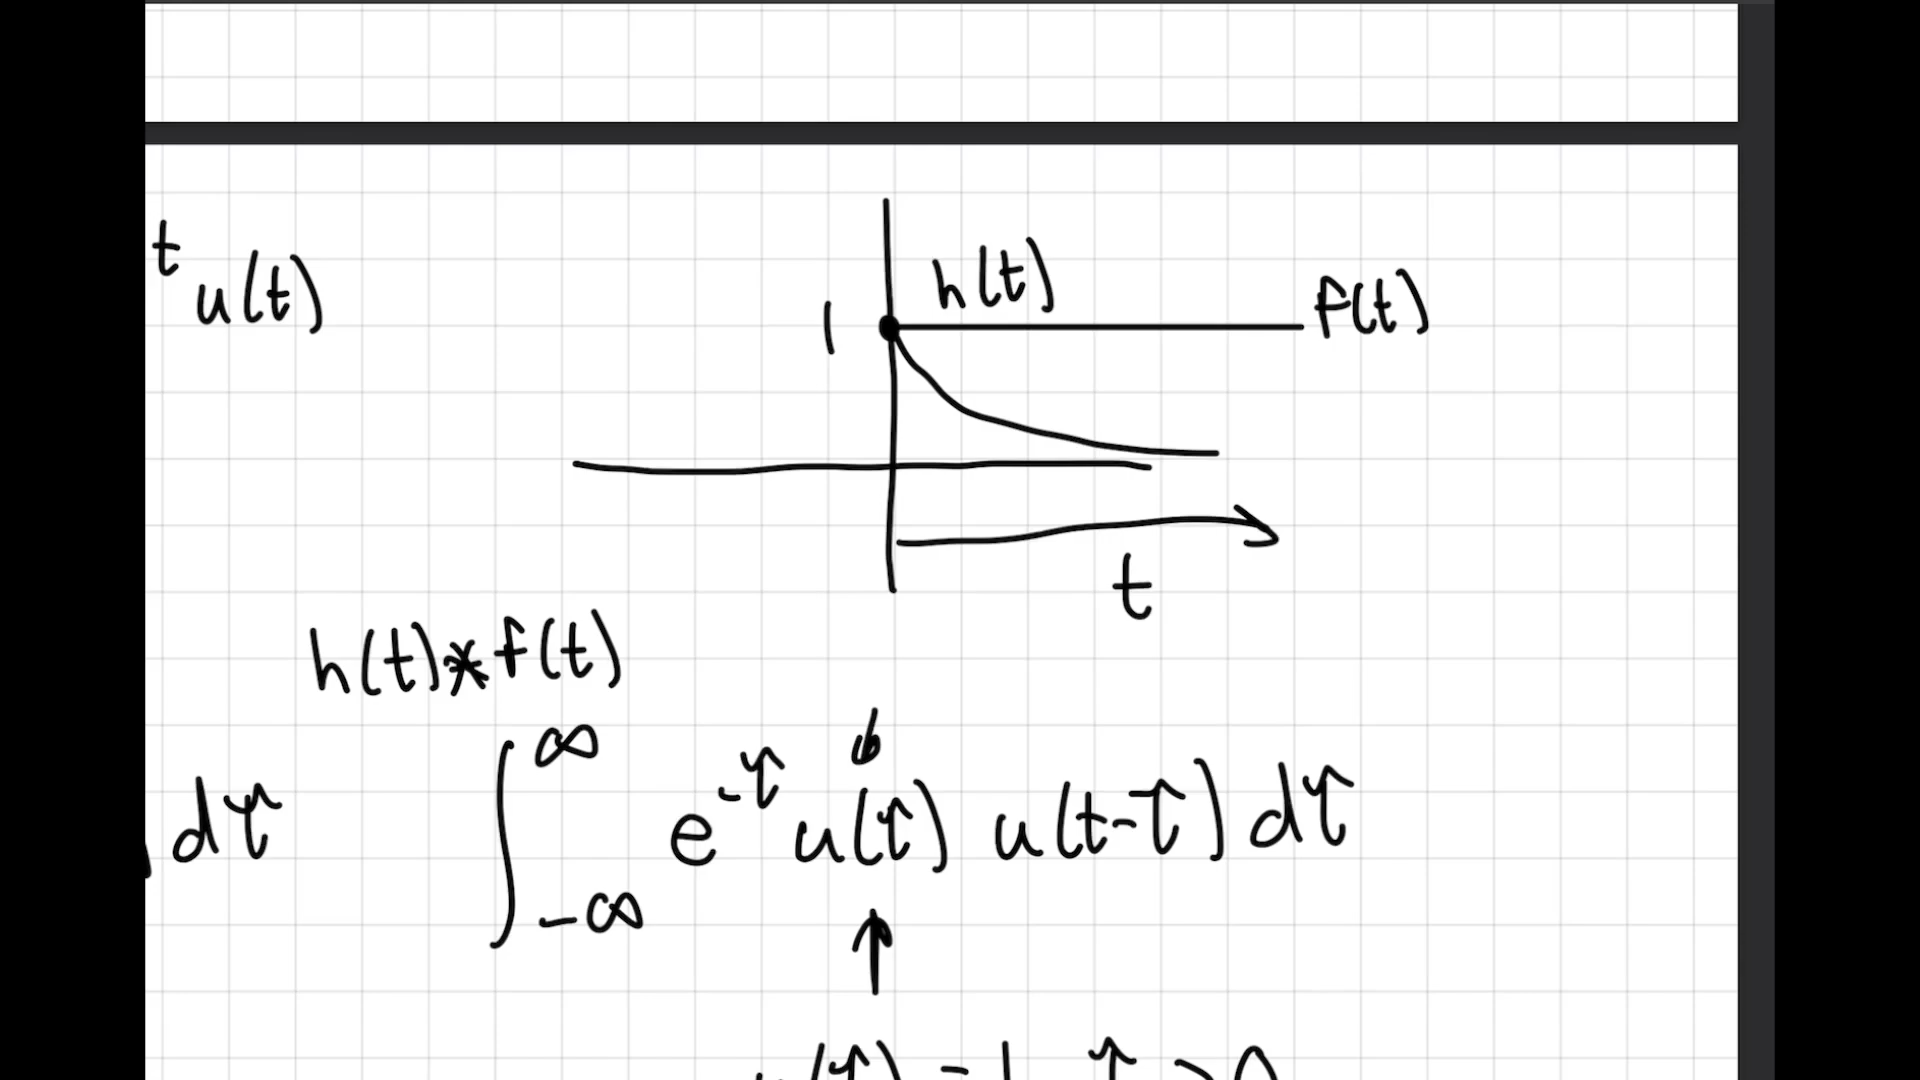 t u(t)
h(t)
f(t)
1
t
h(t)*f(t)
dτ ∫_{-∞}^{∞} e^{-τ} u(τ) u(t-τ) dτ